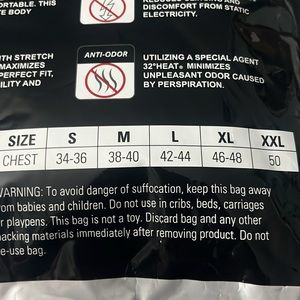 ORTABLE. THIS
TE BODY
DISCOMFORT FROM STATIC
ELECTRICITY.
WITH STRETCH
MAXIMIZES
PERFECT FIT,
BILITY AND
ANTI-ODOR
UTILIZING A SPECIAL AGENT
32°HEAT® MINIMIZES
UNPLEASANT ODOR CAUSED
BY PERSPIRATION.
SIZE S M L XL XXL
CHEST 34-36 38-40 42-44 46-48 50
WARNING: To avoid danger of suffocation, keep this bag away
from babies and children. Do not use in cribs, beds, carriages
or playpens. This bag is not a toy. Discard bag and any other
packing materials immediately after removing product. Do not
re-use bag.